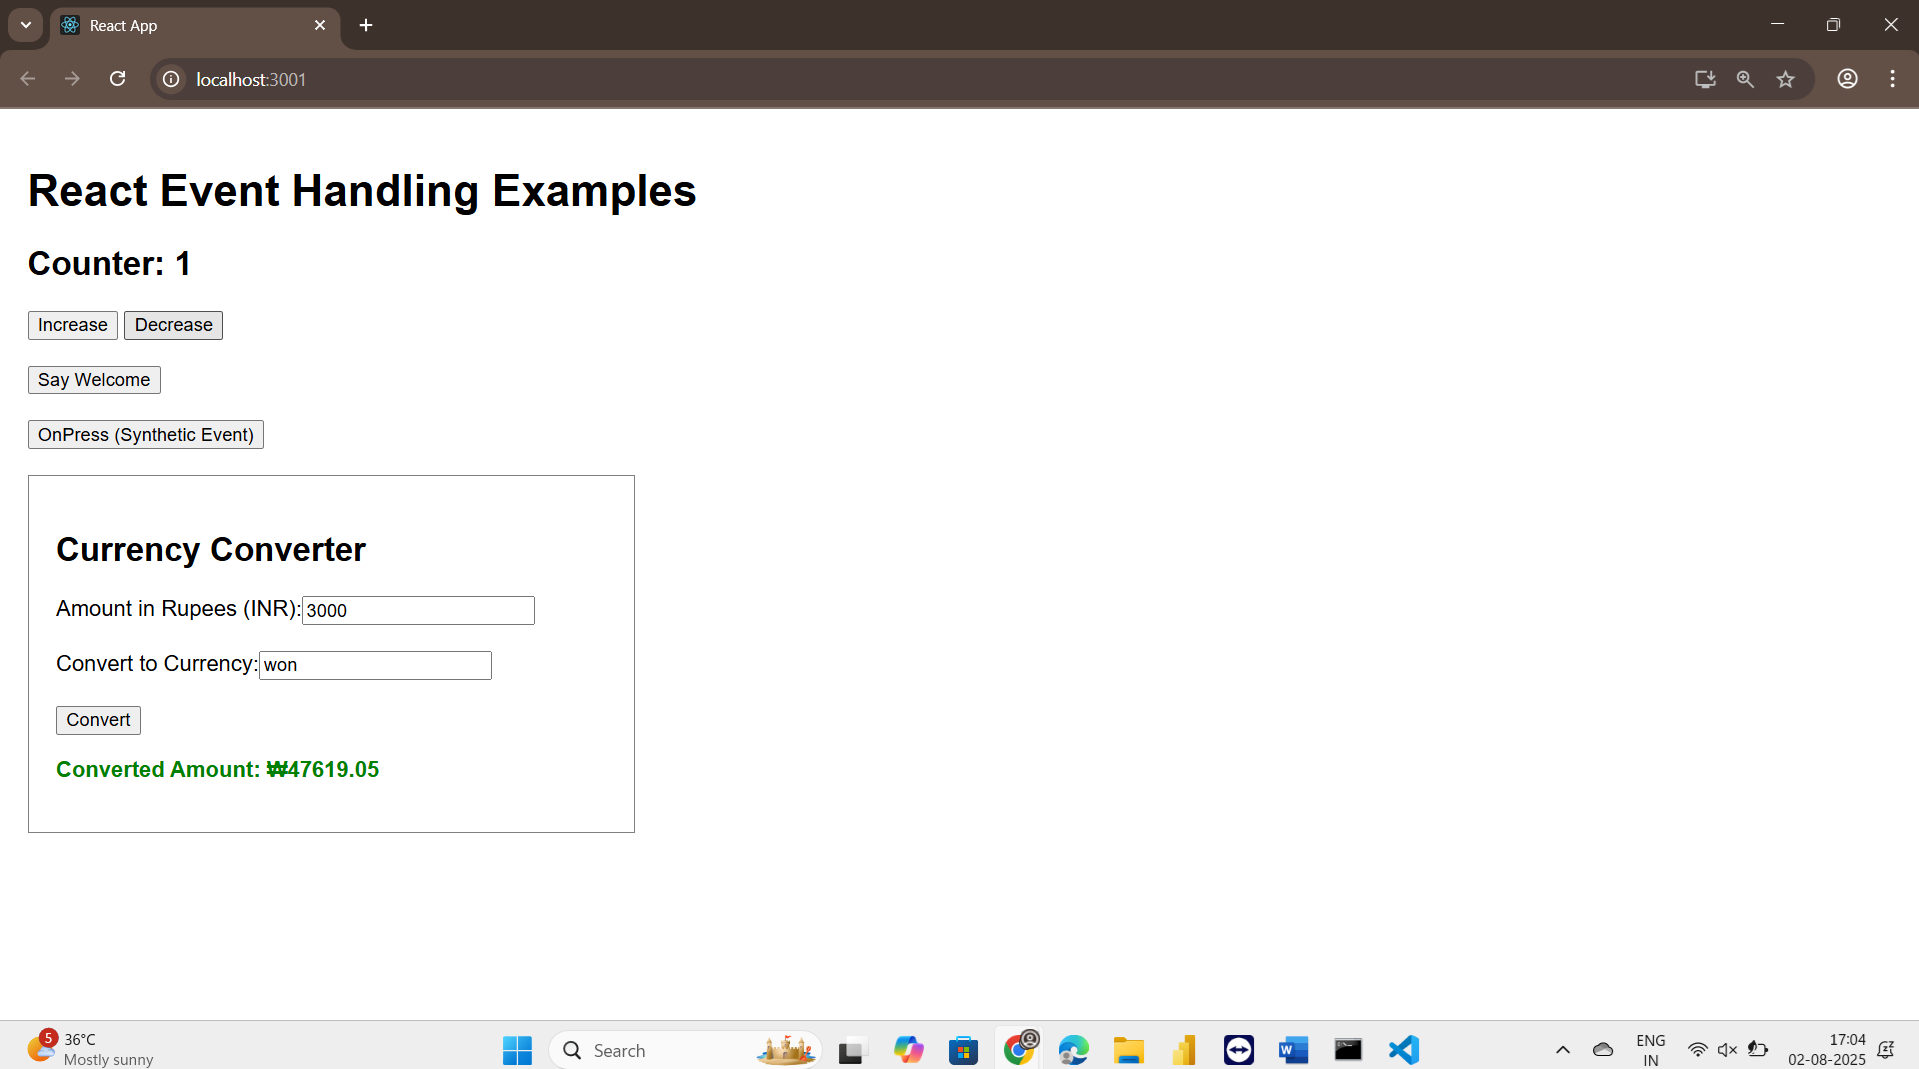 React App
localhost:3001
React Event Handling Examples
Counter: 1
Increase Decrease
Say Welcome
OnPress (Synthetic Event)
Currency Converter
Amount in Rupees (INR): 3000
Convert to Currency: won
Convert
Converted Amount: ₩47619.05
5
36°C
Mostly sunny
Search
W
ENG
IN
17:04
02-08-2025